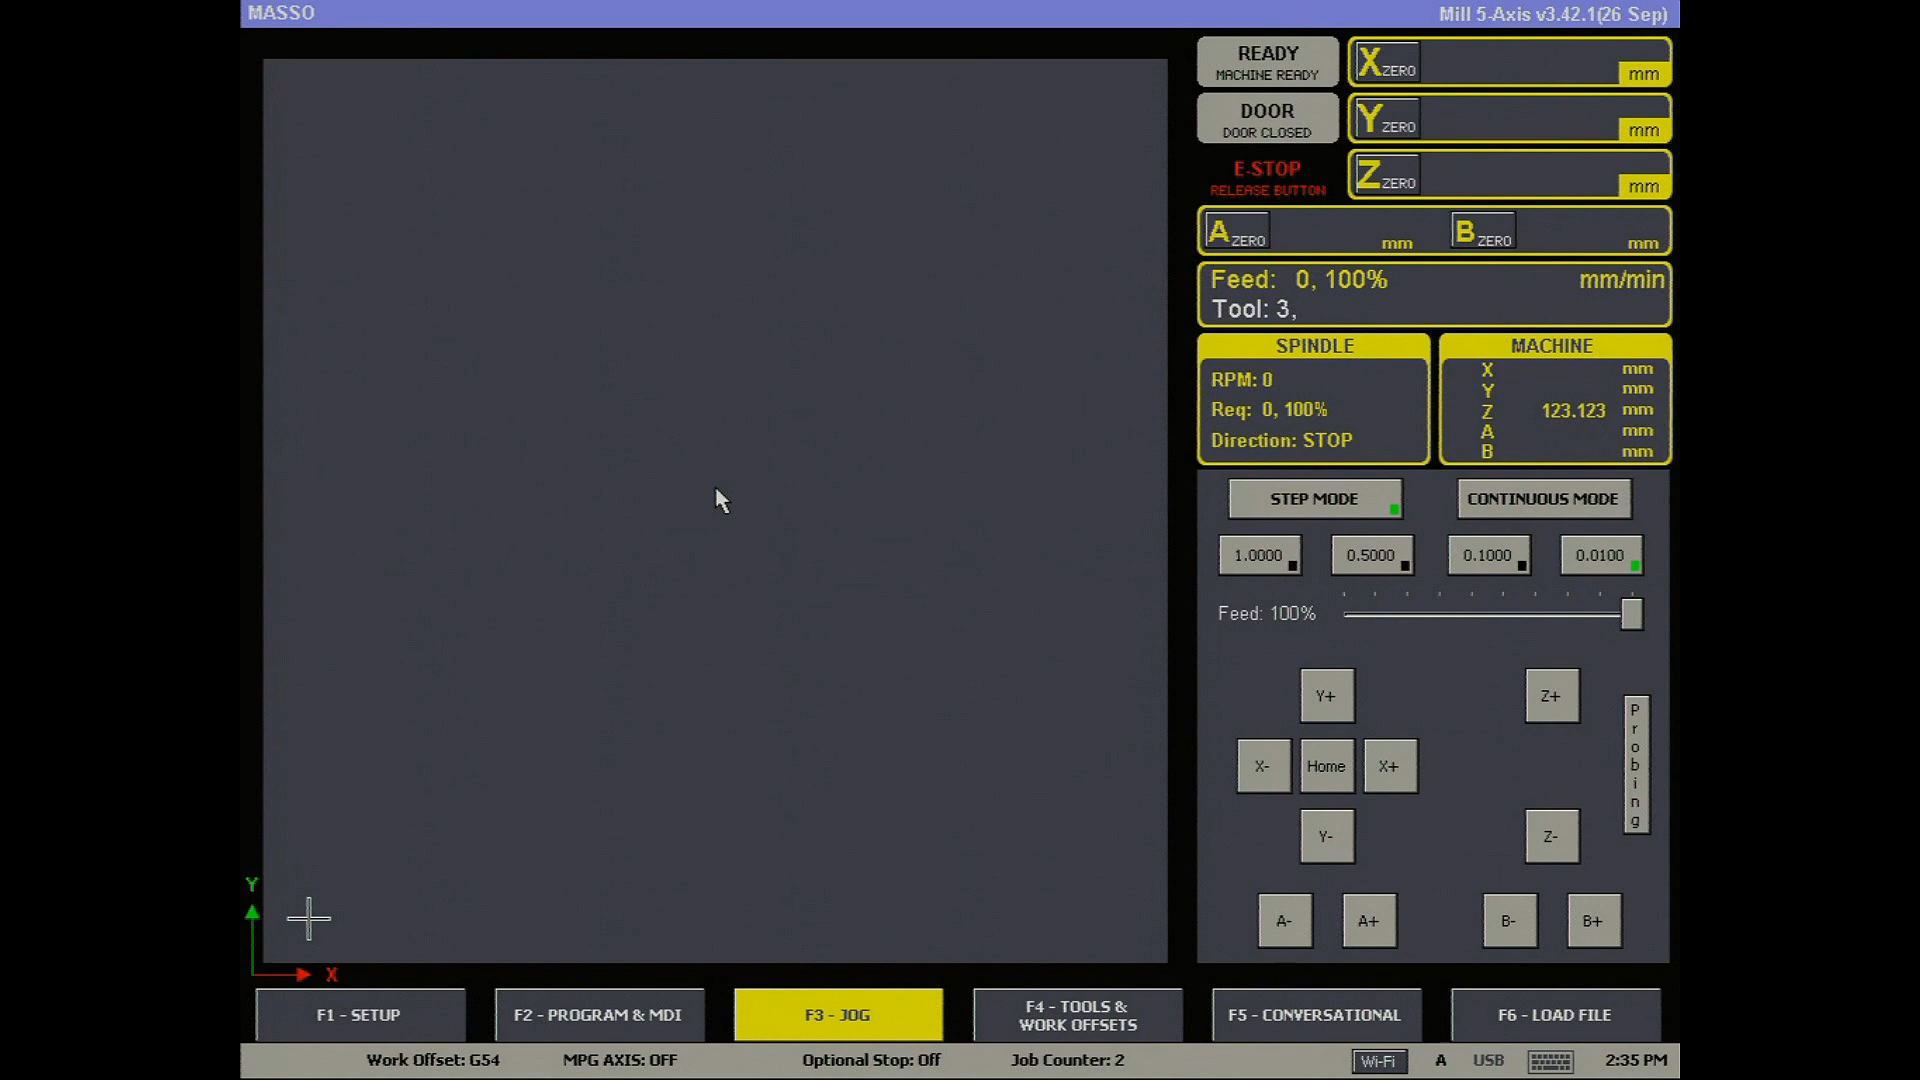 MASSO
Mill 5-Axis v3.42.1(26 Sep)
READY
MACHINE READY
X ZERO
mm
DOOR
DOOR CLOSED
Y ZERO
mm
E-STOP
RELEASE BUTTON
Z ZERO
mm
A ZERO
mm
B ZERO
mm
Feed: 0, 100%
mm/min
Tool: 3,
SPINDLE
RPM: 0
Req: 0, 100%
Direction: STOP
MACHINE
X mm
Y mm
Z 123.123 mm
A mm
B mm
STEP MODE
CONTINUOUS MODE
1.0000
0.5000
0.1000
0.0100
Feed: 100%
Y+
Z+
X-
Home
X+
Probing
Y-
Z-
A-
A+
B-
B+
Y
X
F1 - SETUP
F2 - PROGRAM & MDI
F3 - JOG
F4 - TOOLS &
WORK OFFSETS
F5 - CONVERSATIONAL
F6 - LOAD FILE
Work Offset: G54
MPG AXIS: OFF
Optional Stop: Off
Job Counter: 2
Wi-Fi
A
USB
2:35 PM